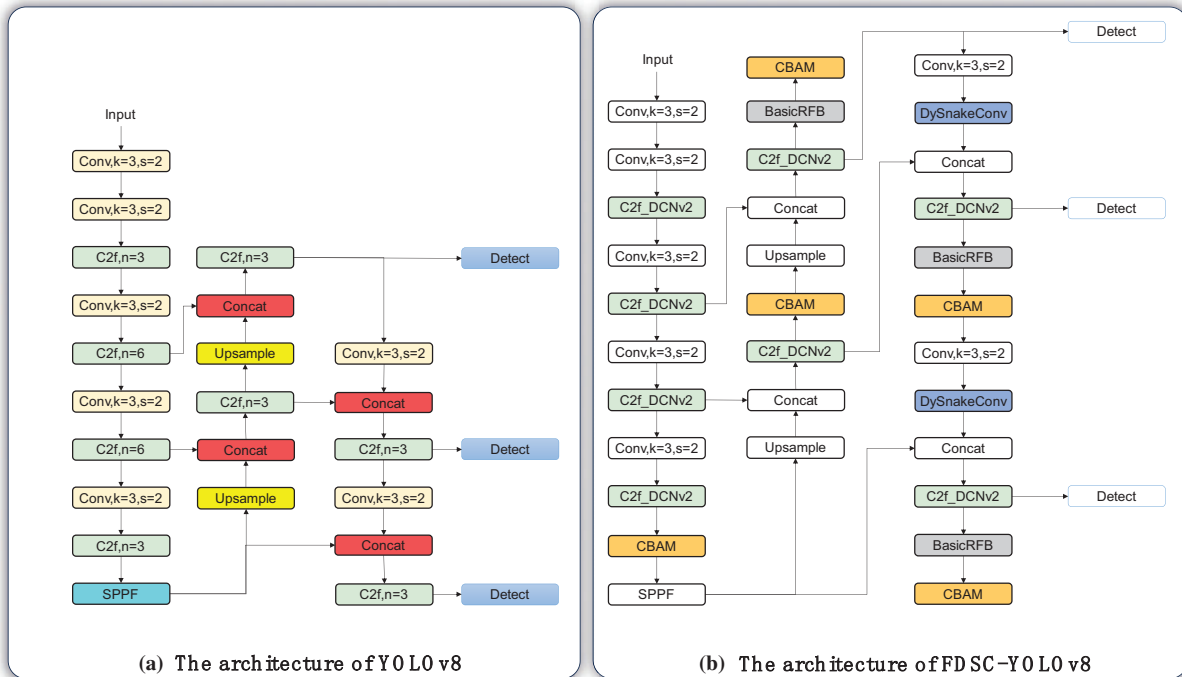 Input
Conv,k=3,s=2
Conv,k=3,s=2
C2f,n=3
Conv,k=3,s=2
C2f,n=6
Conv,k=3,s=2
C2f,n=6
Conv,k=3,s=2
C2f,n=3
SPPF
C2f,n=3
Concat
Upsample
C2f,n=3
Concat
Upsample
Conv,k=3,s=2
Concat
C2f,n=3
Conv,k=3,s=2
Concat
C2f,n=3
Detect
Detect
Detect
(a) The architecture of YOLOv8
Input
Conv,k=3,s=2
Conv,k=3,s=2
C2f_DCNv2
Conv,k=3,s=2
C2f_DCNv2
Conv,k=3,s=2
C2f_DCNv2
Conv,k=3,s=2
C2f_DCNv2
CBAM
SPPF
CBAM
BasicRFB
C2f_DCNv2
Concat
Upsample
CBAM
C2f_DCNv2
Concat
Upsample
Conv,k=3,s=2
DySnakeConv
Concat
C2f_DCNv2
BasicRFB
CBAM
Conv,k=3,s=2
DySnakeConv
Concat
C2f_DCNv2
BasicRFB
CBAM
Detect
Detect
Detect
(b) The architecture of FDSC-YOLOv8